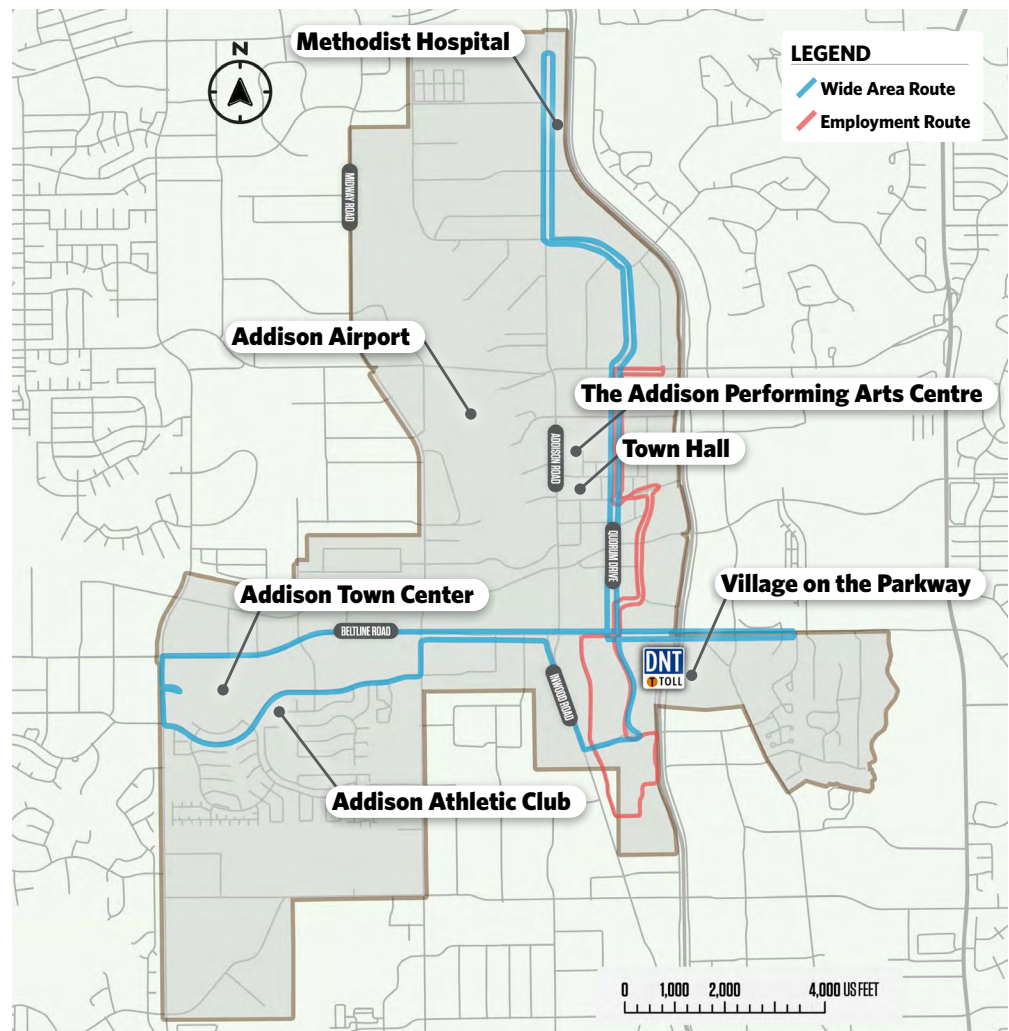 Methodist Hospital
N
LEGEND
Wide Area Route
Employment Route
MIDWAY ROAD
Addison Airport
The Addison Performing Arts Centre
ADDISON ROAD
Town Hall
QUORUM DRIVE
Village on the Parkway
Addison Town Center
BELTLINE ROAD
DNT
T TOLL
INWOOD ROAD
Addison Athletic Club
0 1,000 2,000 4,000 US FEET